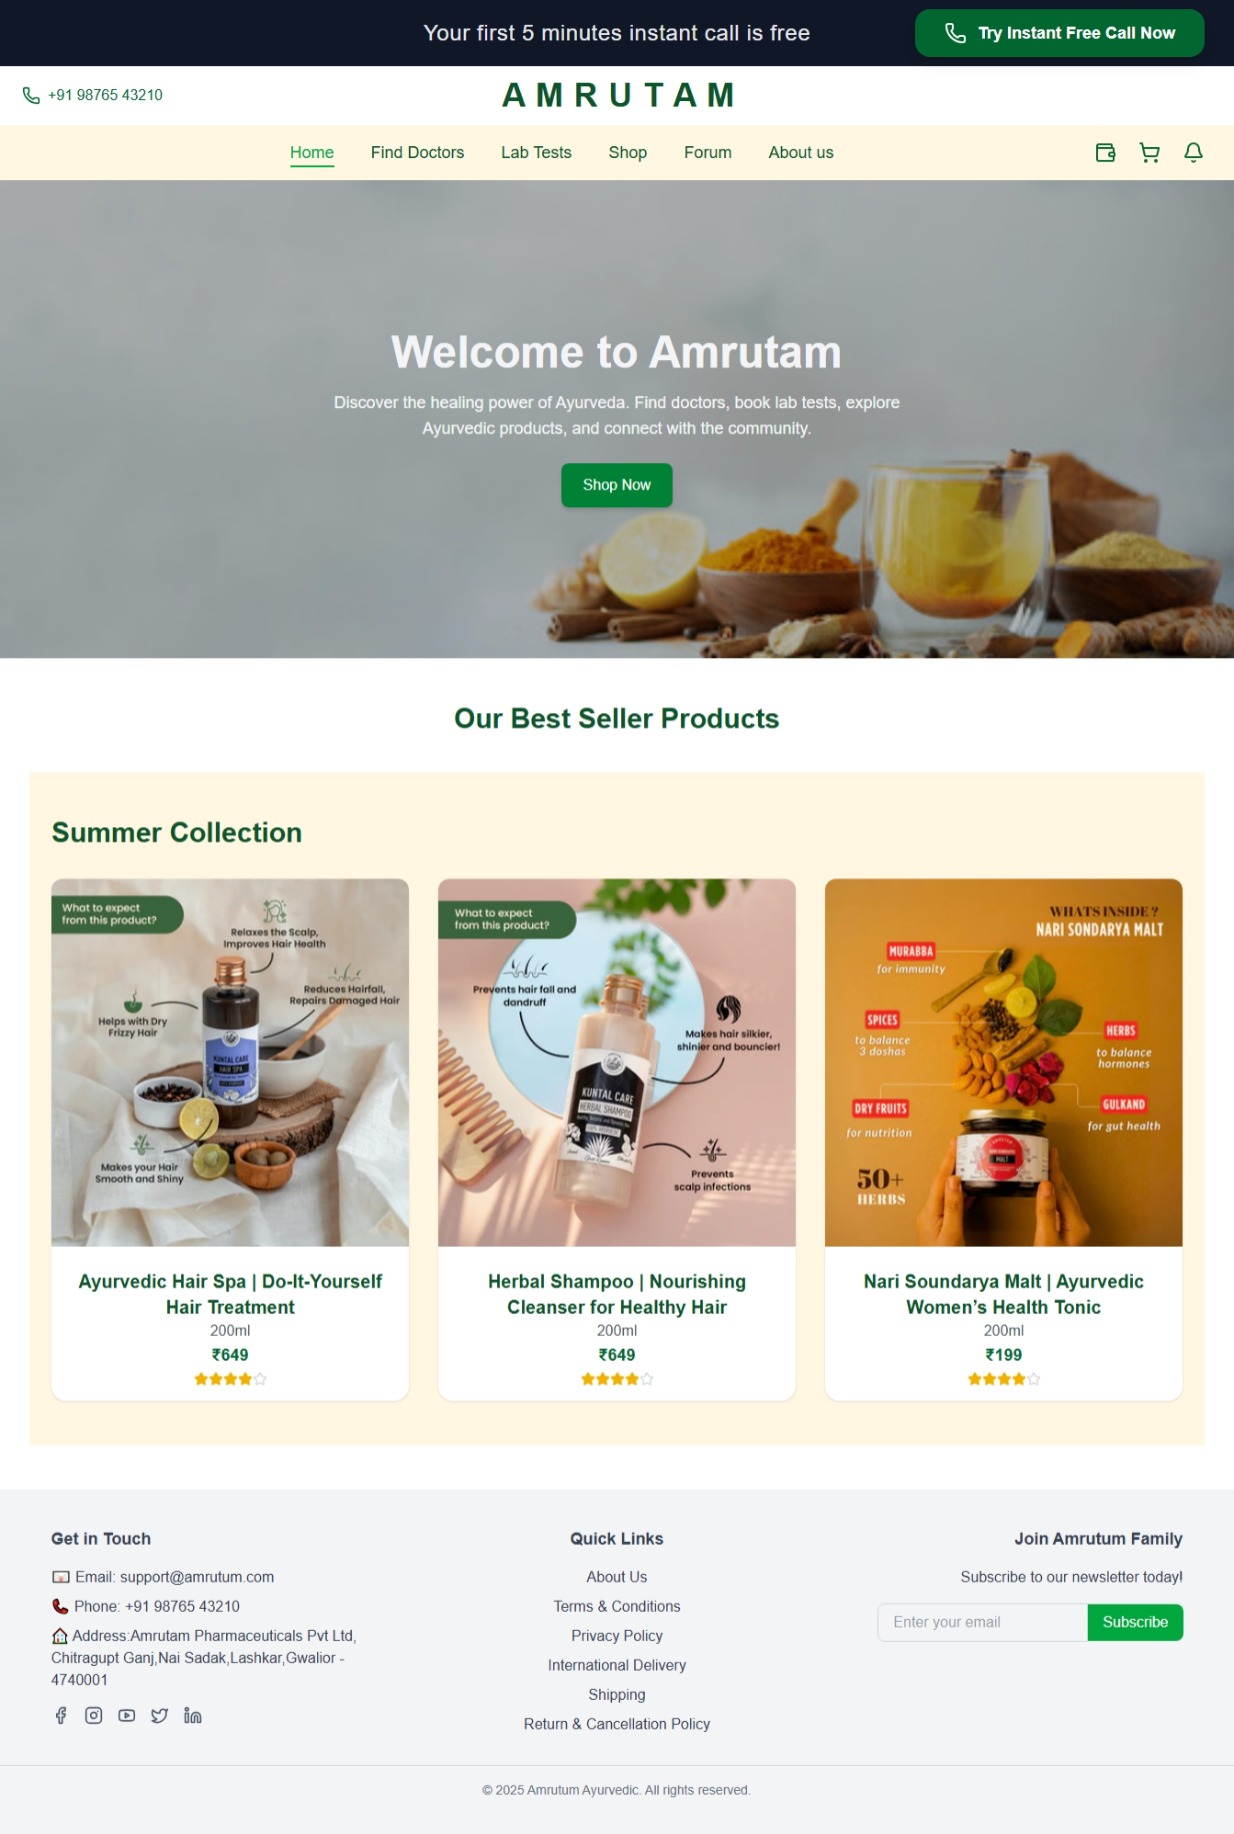 Your first 5 minutes instant call is free
Try Instant Free Call Now
+91 98765 43210
AMRUTAM
Home
Find Doctors
Lab Tests
Shop
Forum
About us
Welcome to Amrutam
Discover the healing power of Ayurveda. Find doctors, book lab tests, explore
Ayurvedic products, and connect with the community.
Shop Now
Our Best Seller Products
Summer Collection
What to expect
from this product?
Relaxes the Scalp,
Improves Hair Health
Reduces Hairfall,
Repairs Damaged Hair
Helps with Dry
Frizzy Hair
KUNTAL CARE
HAIR SPA
Makes your Hair
Smooth and Shiny
Ayurvedic Hair Spa | Do-It-Yourself
Hair Treatment
200ml
₹649
What to expect
from this product?
Prevents hair fall and
dandruff
Makes hair silkier,
shinier and bouncier!
KUNTAL CARE
HERBAL SHAMPOO
Prevents
scalp infections
Herbal Shampoo | Nourishing
Cleanser for Healthy Hair
200ml
₹649
WHATS INSIDE ?
NARI SONDARYA MALT
MURABBA
for immunity
SPICES
to balance
3 doshas
HERBS
to balance
hormones
DRY FRUITS
for nutrition
GULKAND
for gut health
MALT
50+
HERBS
Nari Soundarya Malt | Ayurvedic
Women’s Health Tonic
200ml
₹199
Get in Touch
Email: support@amrutum.com
Phone: +91 98765 43210
Address:Amrutam Pharmaceuticals Pvt Ltd,
Chitragupt Ganj,Nai Sadak,Lashkar,Gwalior -
4740001
Quick Links
About Us
Terms & Conditions
Privacy Policy
International Delivery
Shipping
Return & Cancellation Policy
Join Amrutum Family
Subscribe to our newsletter today!
Enter your email
Subscribe
© 2025 Amrutum Ayurvedic. All rights reserved.